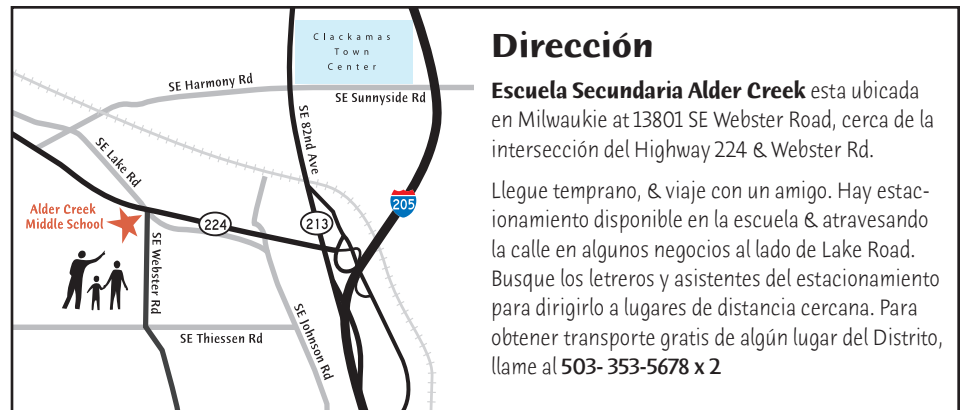 Clackamas
Town
Center
SE Harmony Rd
SE Sunnyside Rd
SE 82nd Ave
SE Lake Rd
Alder Creek
Middle School
224
213
205
SE Webster Rd
SE Thiessen Rd
SE Johnson Rd
Dirección
Escuela Secundaria Alder Creek esta ubicada
en Milwaukie at 13801 SE Webster Road, cerca de la
intersección del Highway 224 & Webster Rd.
Llegue temprano, & viaje con un amigo. Hay estac-
ionamiento disponible en la escuela & atravesando
la calle en algunos negocios al lado de Lake Road.
Busque los letreros y asistentes del estacionamiento
para dirigirlo a lugares de distancia cercana. Para
obtener transporte gratis de algún lugar del Distrito,
llame al 503- 353-5678 x 2